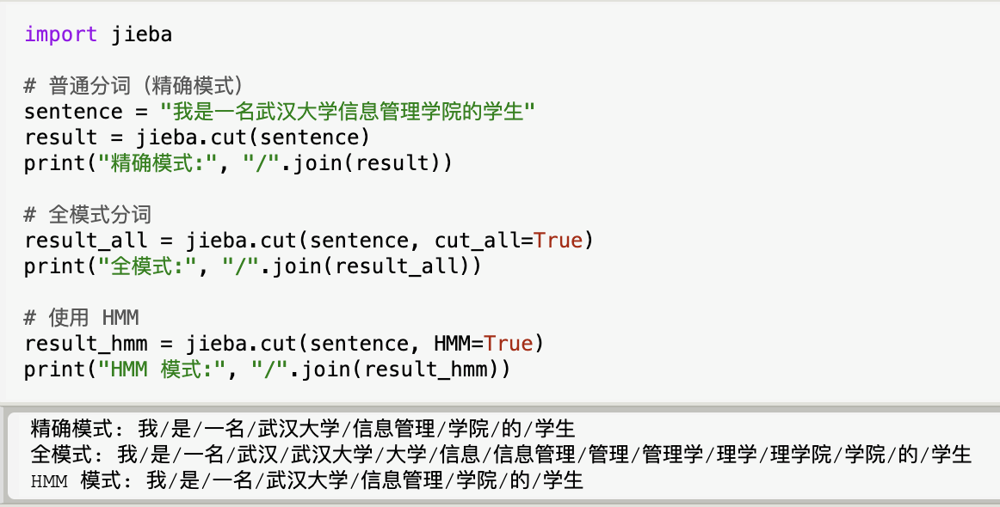 import jieba
# 普通分词（精确模式）
sentence = "我是一名武汉大学信息管理学院的学生"
result = jieba.cut(sentence)
print("精确模式:", "/".join(result))
# 全模式分词
result_all = jieba.cut(sentence, cut_all=True)
print("全模式:", "/".join(result_all))
# 使用 HMM
result_hmm = jieba.cut(sentence, HMM=True)
print("HMM 模式:", "/".join(result_hmm))
精确模式: 我/是/一名/武汉大学/信息管理/学院/的/学生
全模式: 我/是/一名/武汉/武汉大学/大学/信息/信息管理/管理/管理学/理学/理学院/学院/的/学生
HMM 模式: 我/是/一名/武汉大学/信息管理/学院/的/学生